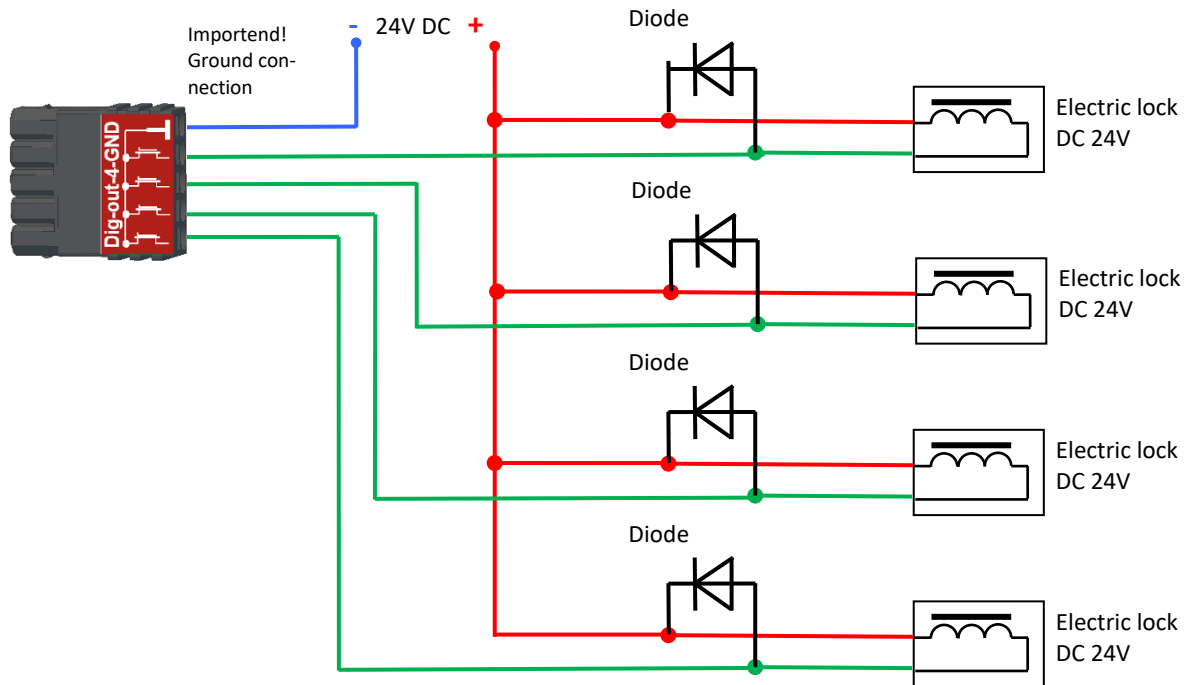 Importend!
Ground con-
nection
- 24V DC +
Diode
Electric lock
DC 24V
Dig-out-4-GND
Diode
Electric lock
DC 24V
Diode
Electric lock
DC 24V
Diode
Electric lock
DC 24V